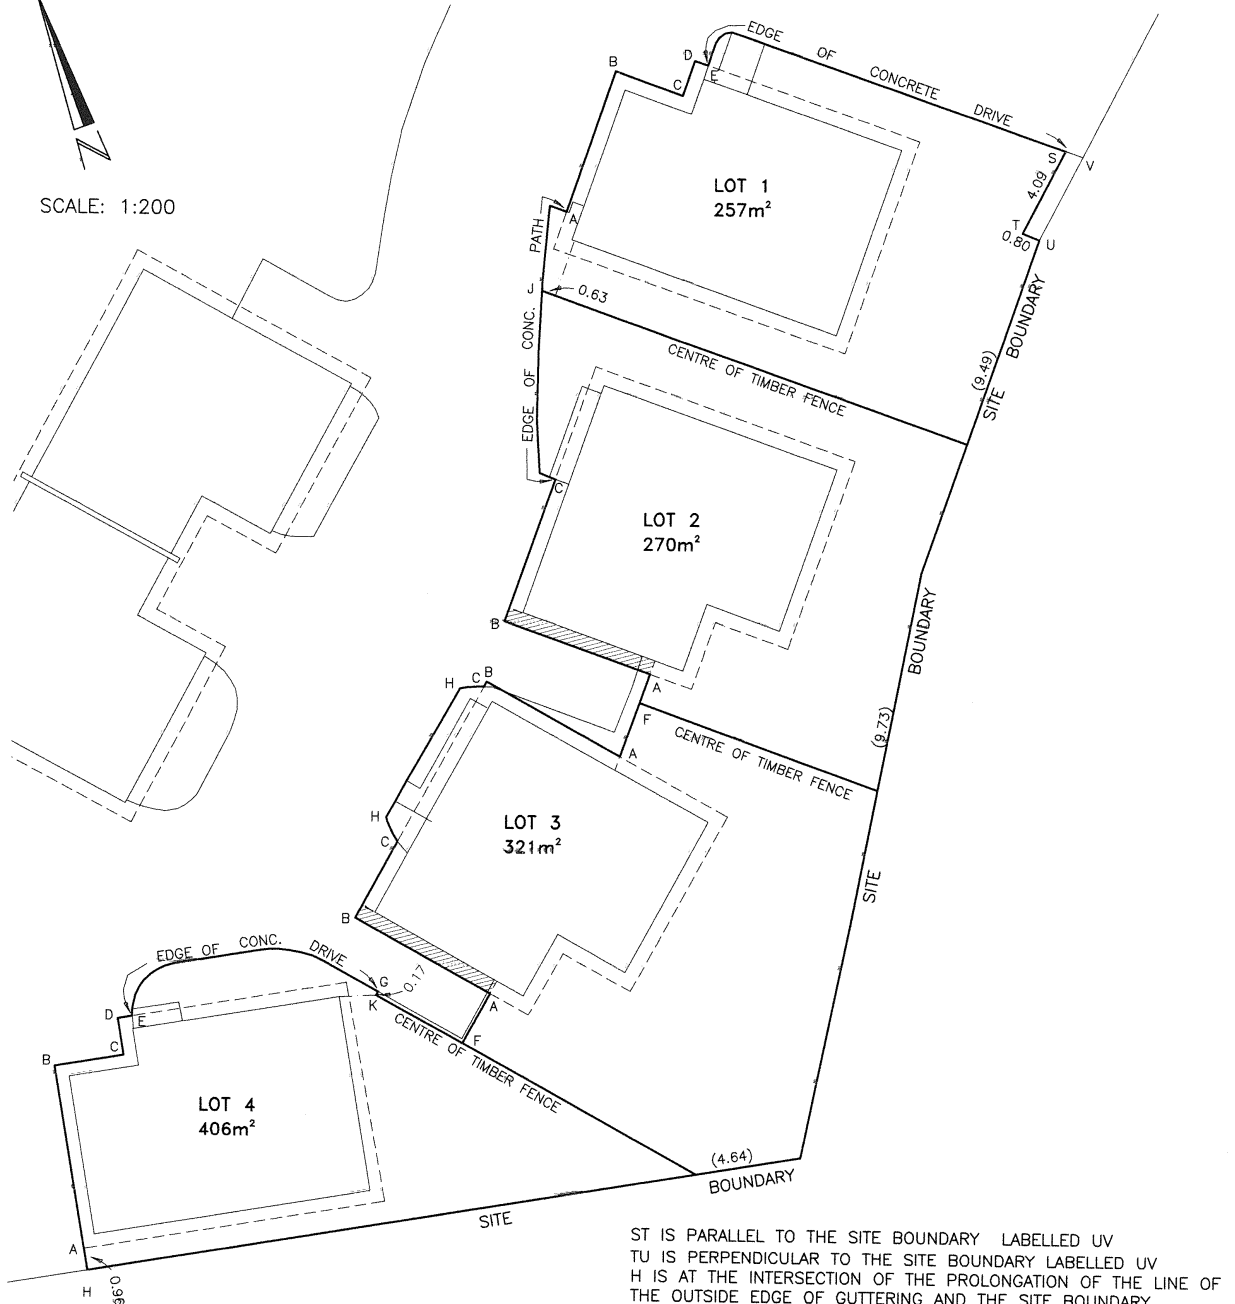 N
SCALE: 1:200
EDGE OF CONCRETE DRIVE
D
B
C
E
LOT 1
257m²
S
V
4.09
A
T
0.80
U
PATH
J
0.63
SITE BOUNDARY
EDGE OF CONC.
CENTRE OF TIMBER FENCE
(9.49)
C
LOT 2
270m²
B
BOUNDARY
A
F
B
C
H
CENTRE OF TIMBER FENCE
(9.73)
A
H
LOT 3
321m²
C
SITE
B
EDGE OF CONC. DRIVE
G
0.17
K
A
D
E
F
CENTRE OF TIMBER FENCE
C
B
LOT 4
406m²
(4.64)
BOUNDARY
SITE
A
H
ST IS PARALLEL TO THE SITE BOUNDARY LABELLED UV
TU IS PERPENDICULAR TO THE SITE BOUNDARY LABELLED UV
H IS AT THE INTERSECTION OF THE PROLONGATION OF THE LINE OF
THE OUTSIDE EDGE OF GUTTERING AND THE SITE BOUNDARY